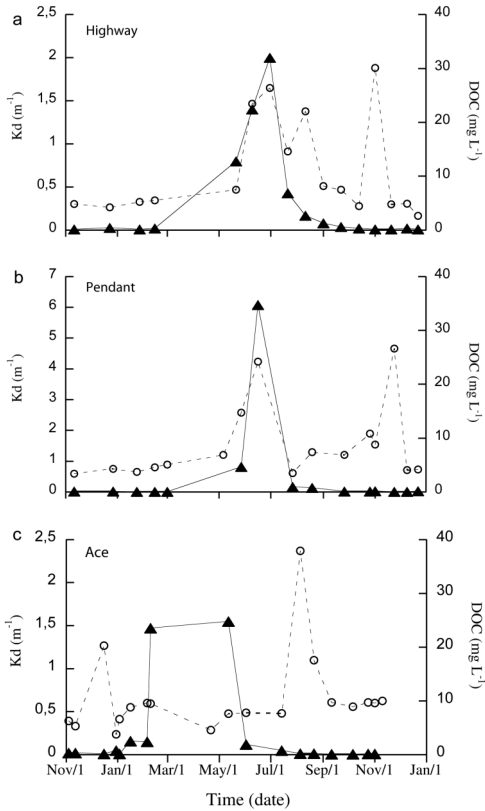 a
Highway
2,5
2
1,5
1
0,5
0
Kd (m-1)
40
30
20
10
0
DOC (mg L-1)
b
Pendant
7
6
5
4
3
2
1
0
Kd (m-1)
40
30
20
10
0
DOC (mg L-1)
c
Ace
2,5
2
1,5
1
0,5
0
Kd (m-1)
40
30
20
10
0
DOC (mg L-1)
Nov/1 Jan/1 Mar/1 May/1 Jul/1 Sep/1 Nov/1 Jan/1
Time (date)